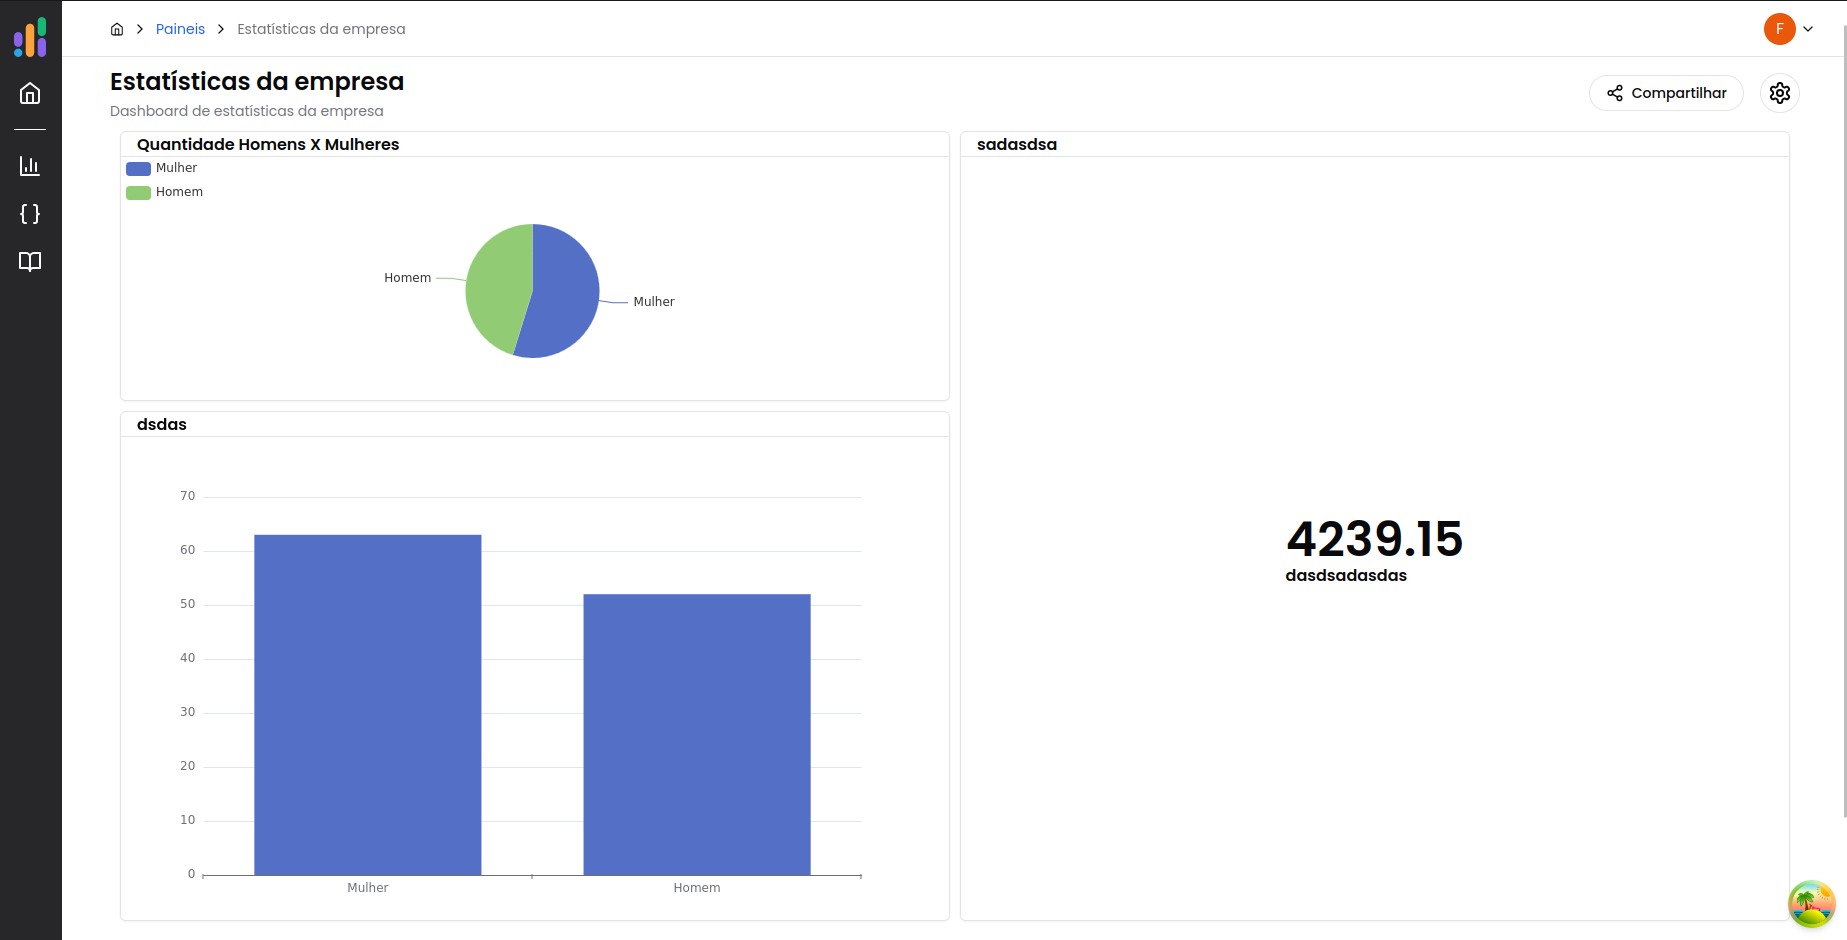 Paineis
Estatísticas da empresa
F
Estatísticas da empresa
Dashboard de estatísticas da empresa
Compartilhar
Quantidade Homens X Mulheres
Mulher
Homem
Homem
Mulher
dsdas
70
60
50
40
30
20
10
0
Mulher
Homem
sadasdsa
4239.15
dasdsadasdas